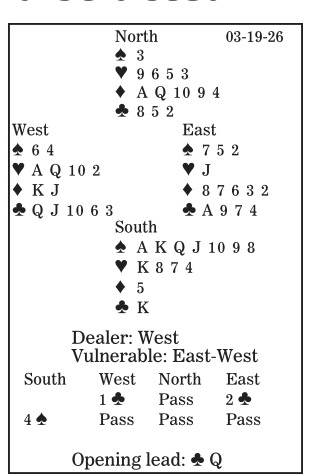 North 03-19-26
♠ 3
♥ 9 6 5 3
♦ A Q 10 9 4
♣ 8 5 2
West East
♠ 6 4 ♠ 7 5 2
♥ A Q 10 2 ♥ J
♦ K J ♦ 8 7 6 3 2
♣ Q J 10 6 3 ♣ A 9 7 4
South
♠ A K Q J 10 9 8
♥ K 8 7 4
♦ 5
♣ K
Dealer: West
Vulnerable: East-West
South West North East
1 ♣ Pass 2 ♣
4 ♠ Pass Pass Pass
Opening lead: ♣ Q